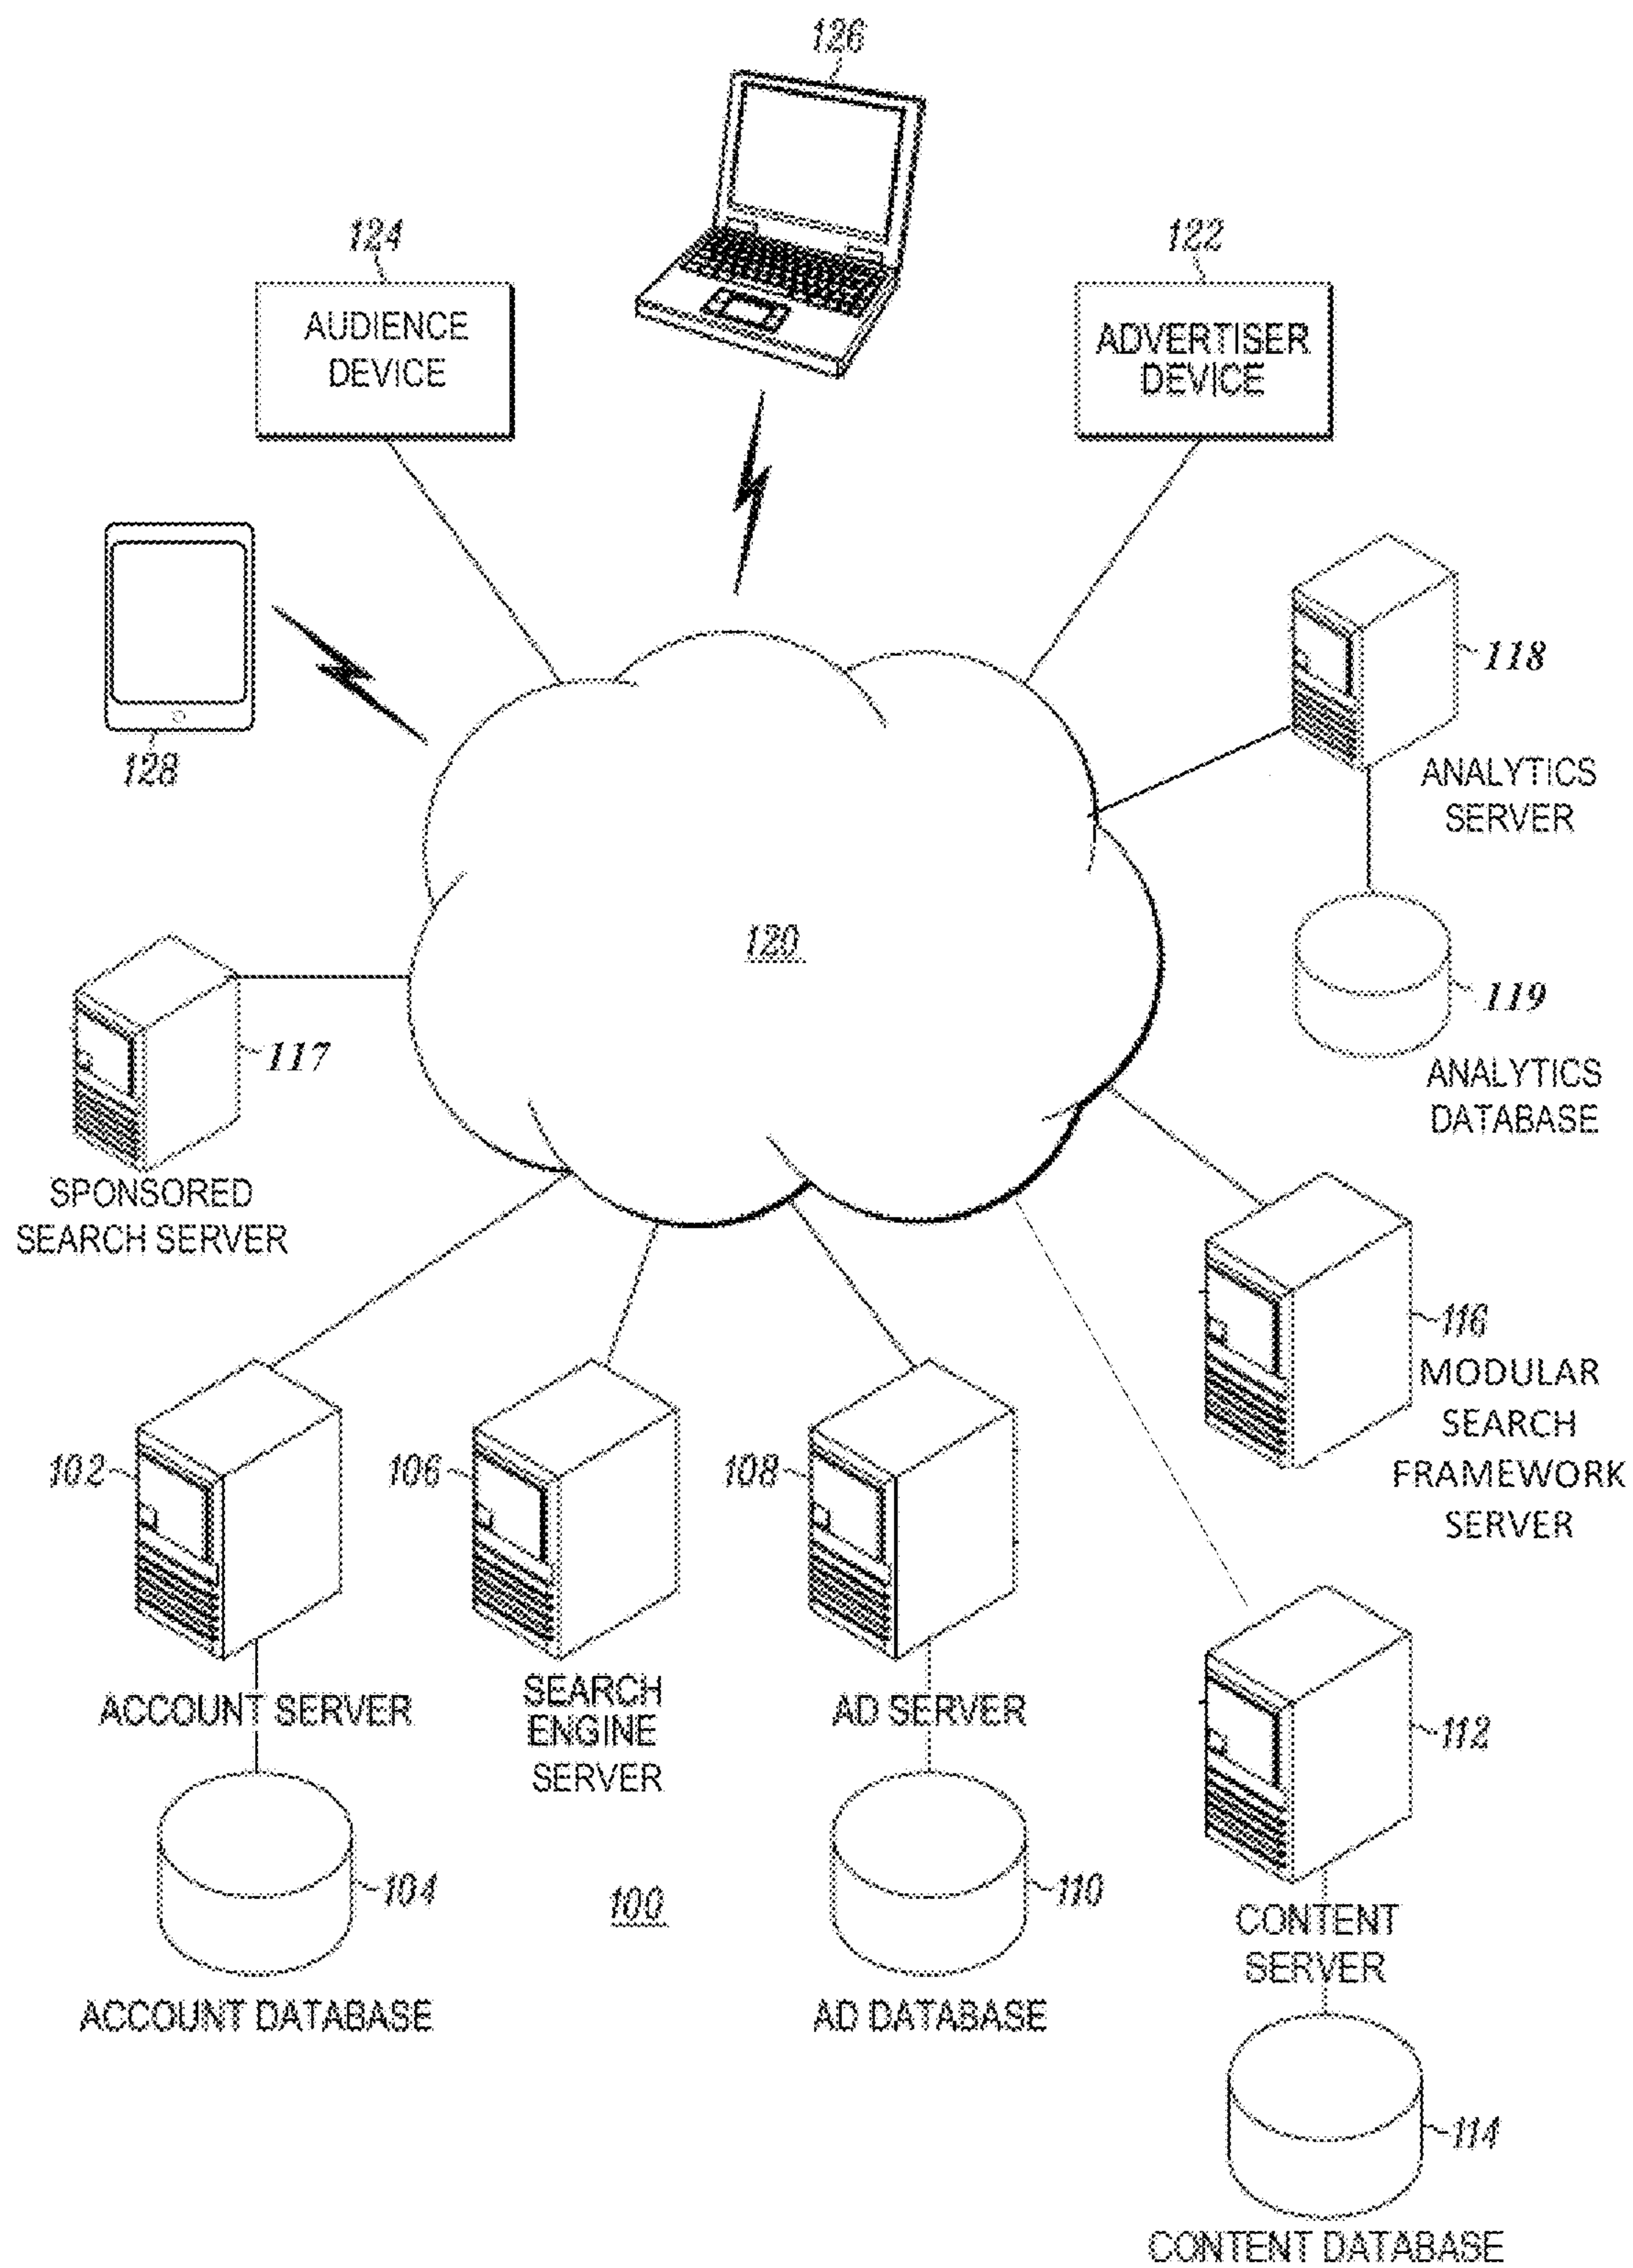 126
124
122
AUDIENCE
DEVICE
ADVERTISER
DEVICE
118
128
ANALYTICS
SERVER
120
119
117
ANALYTICS
DATABASE
SPONSORED
SEARCH SERVER
116
MODULAR
SEARCH
FRAMEWORK
SERVER
102
106
108
ACCOUNT SERVER
SEARCH
ENGINE
SERVER
AD SERVER
112
104
100
110
CONTENT
SERVER
ACCOUNT DATABASE
AD DATABASE
114
CONTENT DATABASE